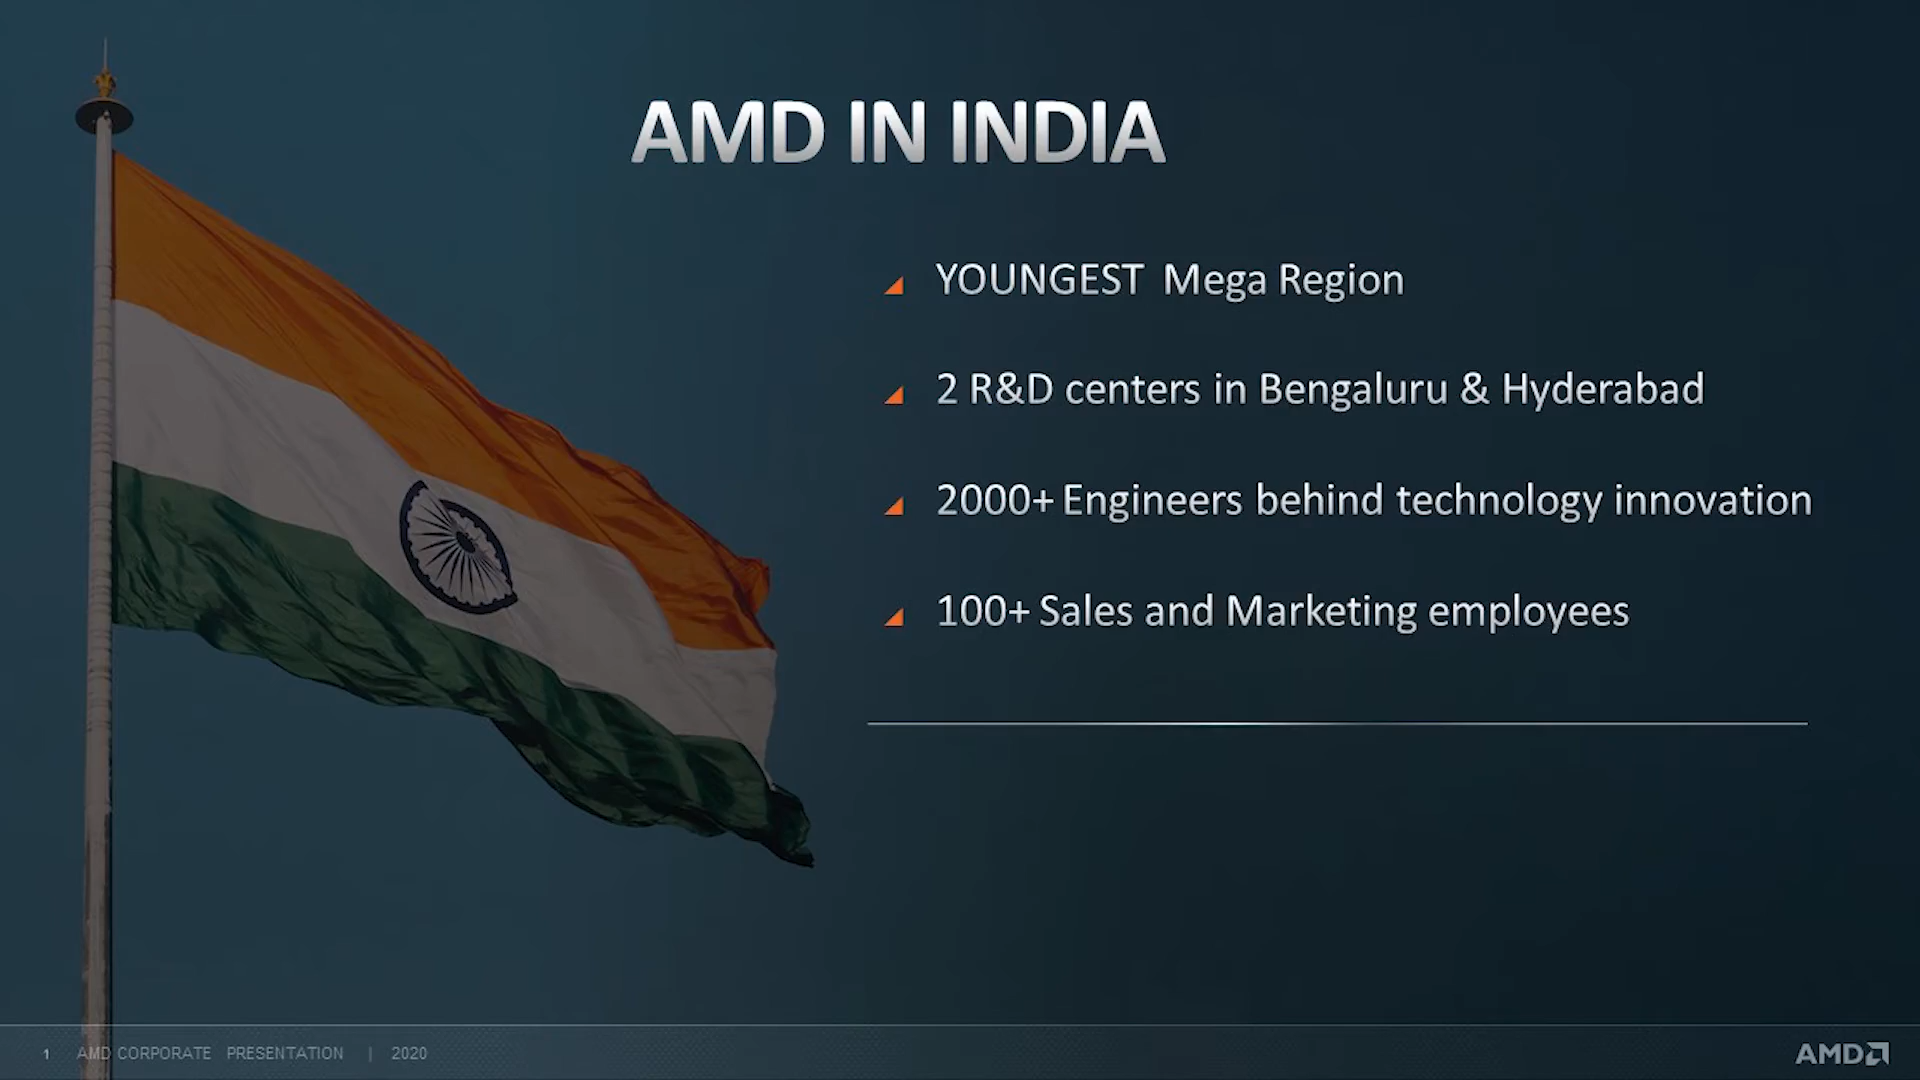 AMD IN INDIA
YOUNGEST Mega Region
2 R&D centers in Bengaluru & Hyderabad
2000+ Engineers behind technology innovation
100+ Sales and Marketing employees
1 AMD CORPORATE PRESENTATION | 2020
AMD